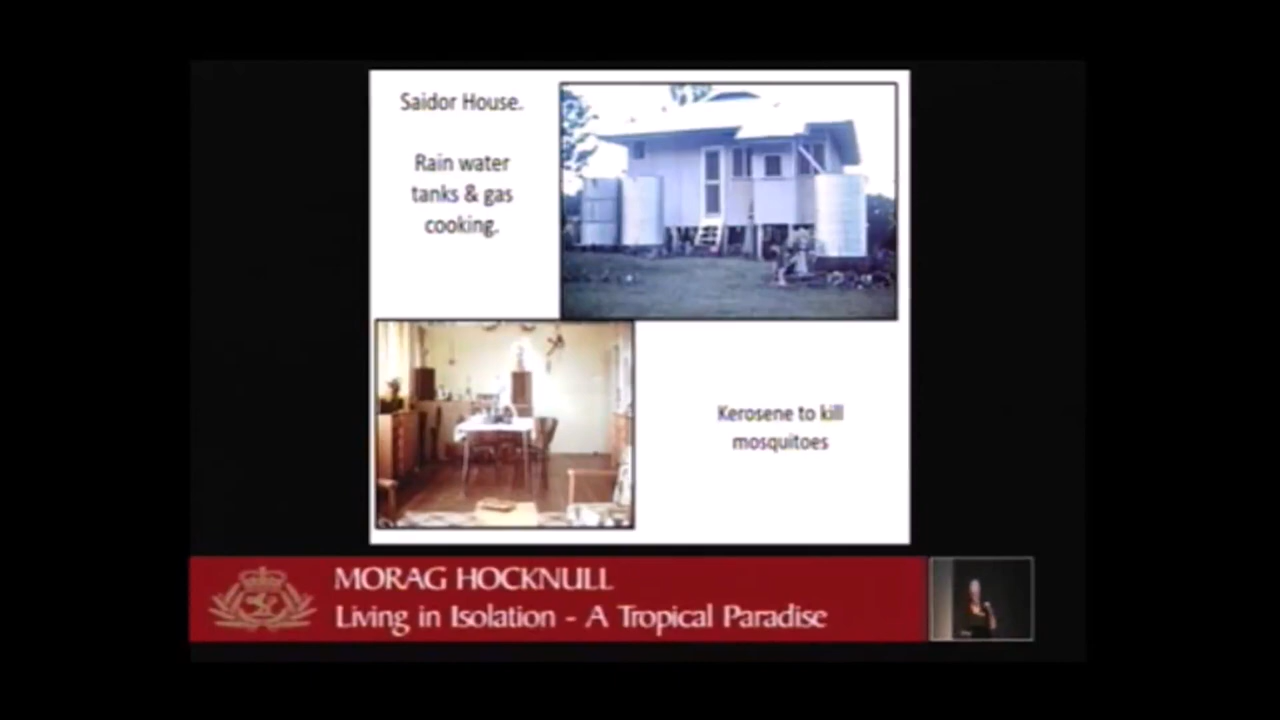 Saidor House.
Rain water
tanks & gas
cooking.
Kerosene to kill
mosquitoes
MORAG HOCKNULL
Living in Isolation - A Tropical Paradise